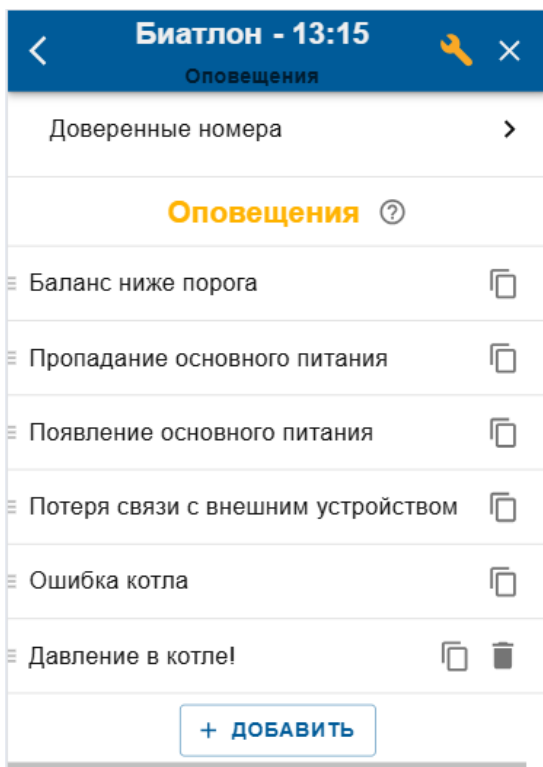 Биатлон - 13:15
Оповещения
Доверенные номера
Оповещения
Баланс ниже порога
Пропадание основного питания
Появление основного питания
Потеря связи с внешним устройством
Ошибка котла
Давление в котле!
+ ДОБАВИТЬ